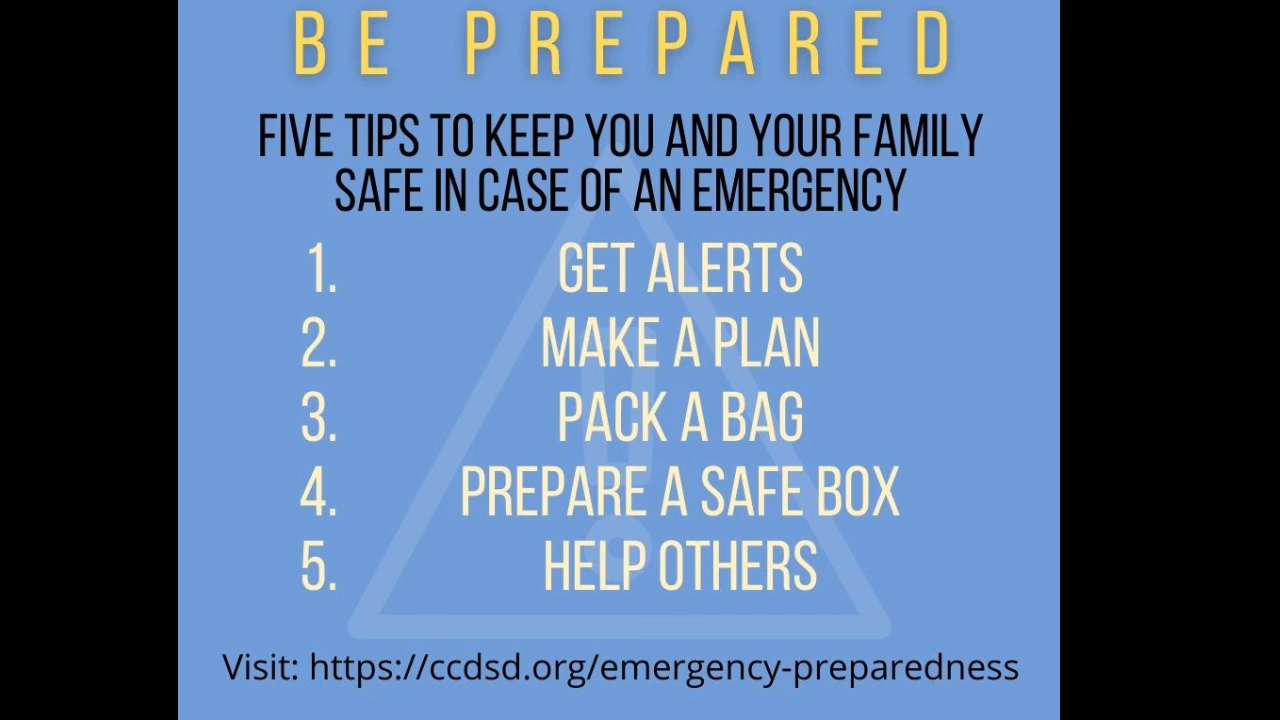 BE PREPARED
FIVE TIPS TO KEEP YOU AND YOUR FAMILY
SAFE IN CASE OF AN EMERGENCY
1. GET ALERTS
2. MAKE A PLAN
3. PACK A BAG
4. PREPARE A SAFE BOX
5. HELP OTHERS
Visit: https://ccdsd.org/emergency-preparedness